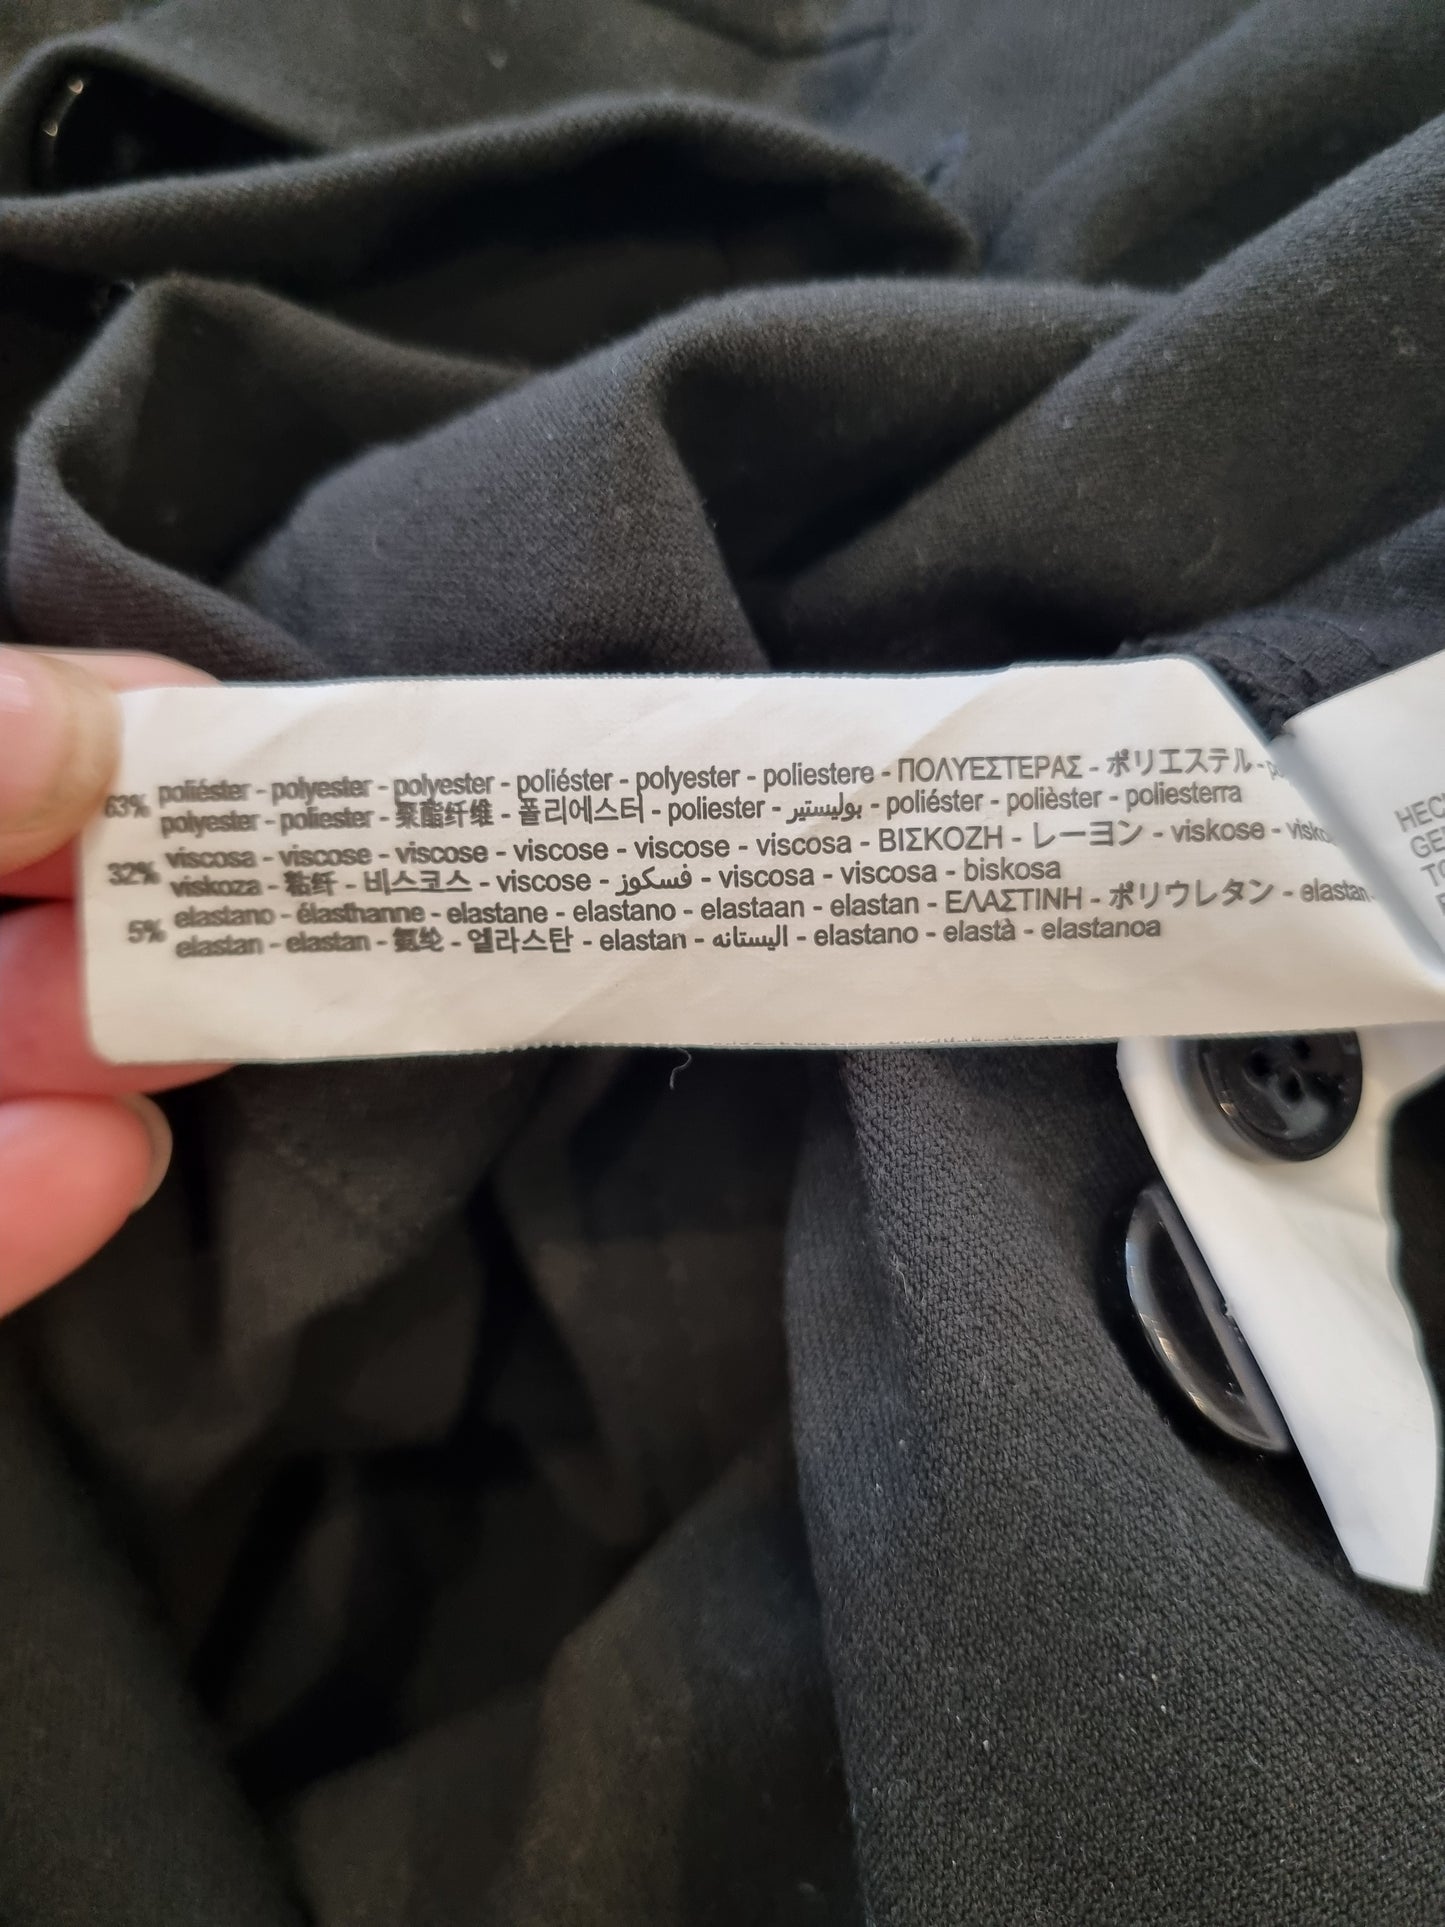 63% poliéster - polyester - polyester - poliéster - polyester - poliestere - ΠΟΛΥΕΣΤΕΡΑΣ - ポリエステル -
polyester - poliester - 聚酯纤维 - 폴리에스터 - poliester - بوليستير - poliéster - polièster - poliesterra
32% viscosa - viscose - viscose - viscose - viscose - viscosa - ΒΙΣΚΟΖΗ - レーヨン - viskose -
viskoza - 粘纤 - 비스코스 - viscose - فسكوز - viscosa - viscosa - biskosa
5% elastano - élasthanne - elastane - elastano - elastaan - elastan - ΕΛΑΣΤΙΝΗ - ポリウレタン - elastan
elastan - elastan - 氨纶 - 엘라스탄 - elastan - اليستانه - elastano - elastà - elastanoa